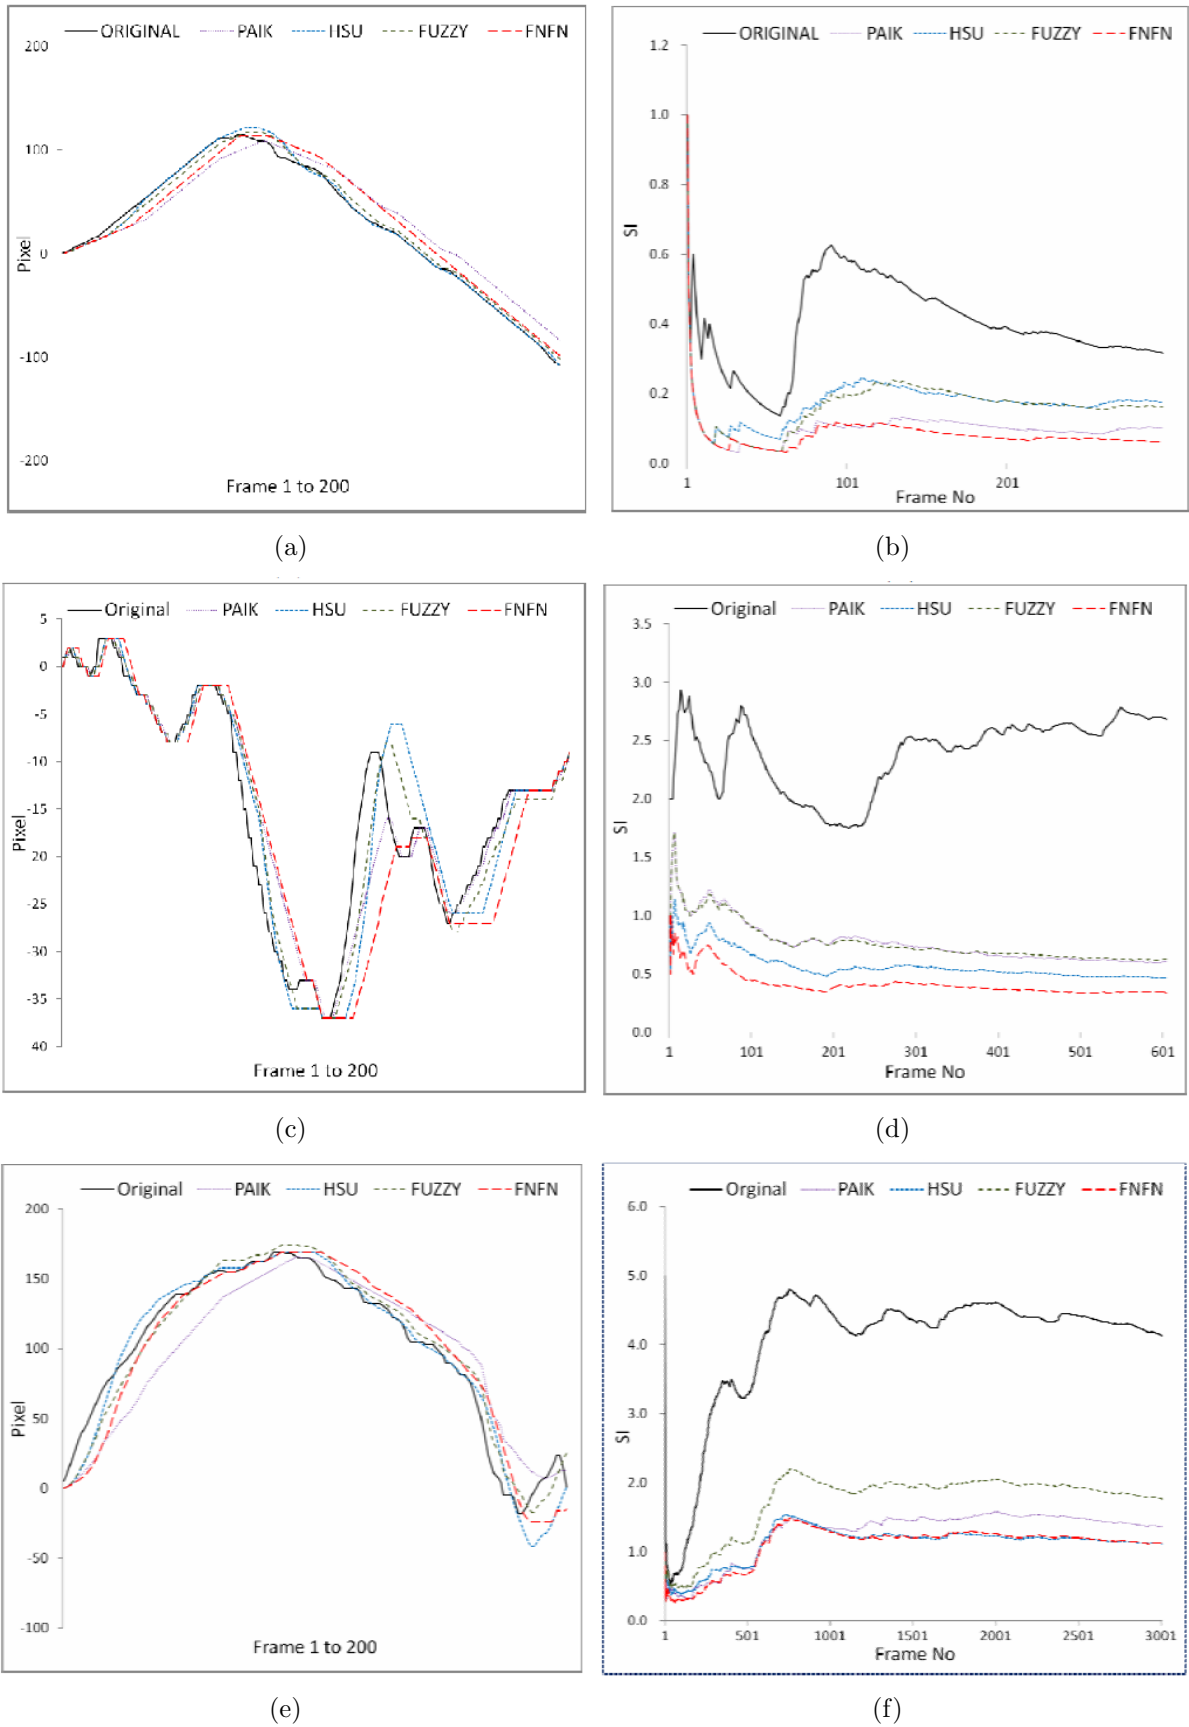 ORIGINAL PAIK HSU FUZZY FNFN
200
100
0
-100
-200
Pixel
Frame 1 to 200
(a)
ORIGINAL PAIK HSU FUZZY FNFN
1.2
1.0
0.8
0.6
0.4
0.2
0.0
SI
1 101 201
Frame No
(b)
Original PAIK HSU FUZZY FNFN
5
0
-5
-10
-15
20
-25
-30
35
40
Pixel
Frame 1 to 200
(c)
Original PAIK HSU FUZZY FNFN
3.5
3.0
2.5
2.0
1.5
1.0
0.5
0.0
SI
1 101 201 301 401 501 601
Frame No
(d)
Original PAIK HSU FUZZY FNFN
200
150
100
50
0
-50
-100
Pixel
Frame 1 to 200
(e)
Orginal PAIK HSU FUZZY FNFN
6.0
5.0
4.0
3.0
2.0
1.0
0.0
SI
1 501 1001 1501 2001 2501 3001
Frame No
(f)